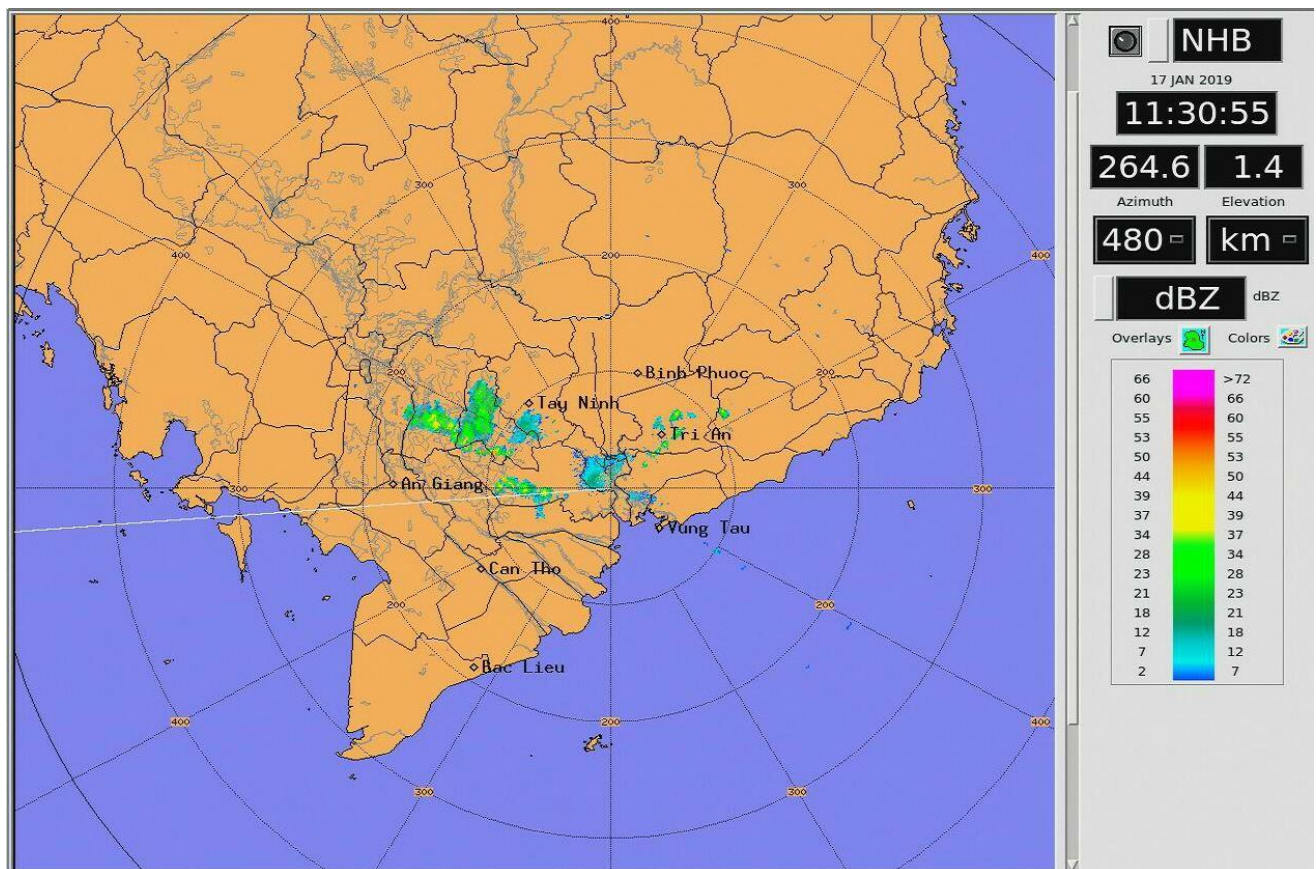 400
NHB
17 JAN 2019
11:30:55
264.6 1.4
Azimuth Elevation
480 km
dBZ dBZ
Overlays Colors
66 >72
60 66
55 60
53 55
50 53
44 50
39 44
37 39
34 37
28 34
23 28
21 23
18 21
12 18
7 12
2 7
300
300
300
400
200
400
200
Binh Phuoc
200
Tay Ninh
Tri An
An Giang
300
300
Vung Tau
Can Tho
200
200
Bac Lieu
400
200
400
300
300